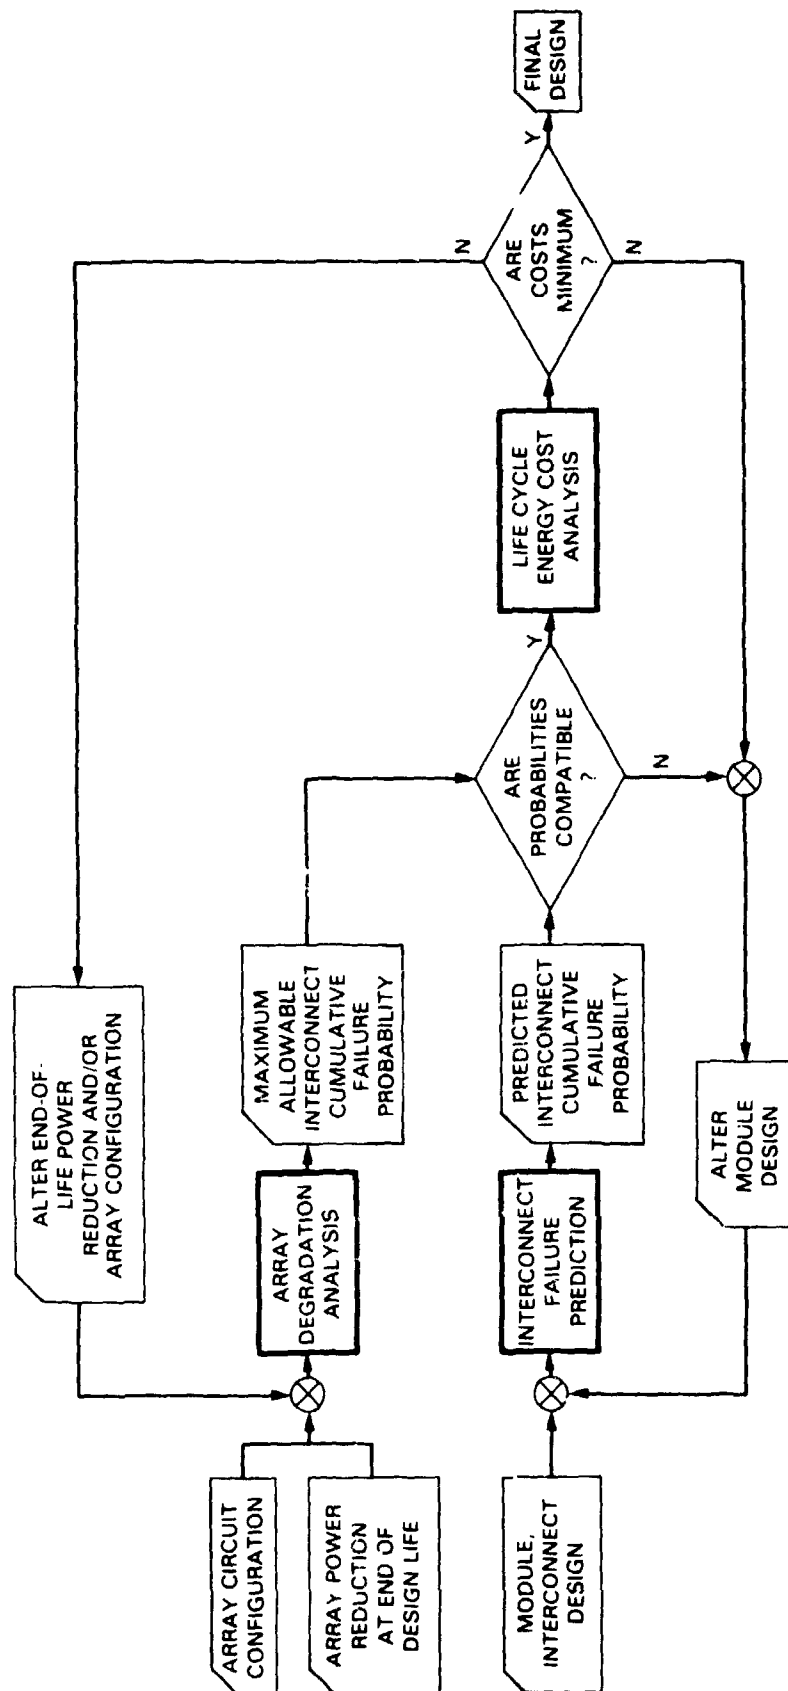 ARRAY CIRCUIT
CONFIGURATION
ARRAY POWER
REDUCTION
AT END OF
DESIGN LIFE
MODULE,
INTERCONNECT
DESIGN
ALTER END-OF-
LIFE POWER
REDUCTION AND/OR
ARRAY CONFIGURATION
ARRAY
DEGRADATION
ANALYSIS
INTERCONNECT
FAILURE
PREDICTION
MAXIMUM
ALLOWABLE
INTERCONNECT
CUMULATIVE
FAILURE
PROBABILITY
PREDICTED
INTERCONNECT
CUMULATIVE
FAILURE
PROBABILITY
ALTER
MODULE
DESIGN
ARE
PROBABILITIES
COMPATIBLE
?
Y
N
LIFE CYCLE
ENERGY COST
ANALYSIS
ARE
COSTS
MINIMUM
?
N
Y
N
FINAL
DESIGN